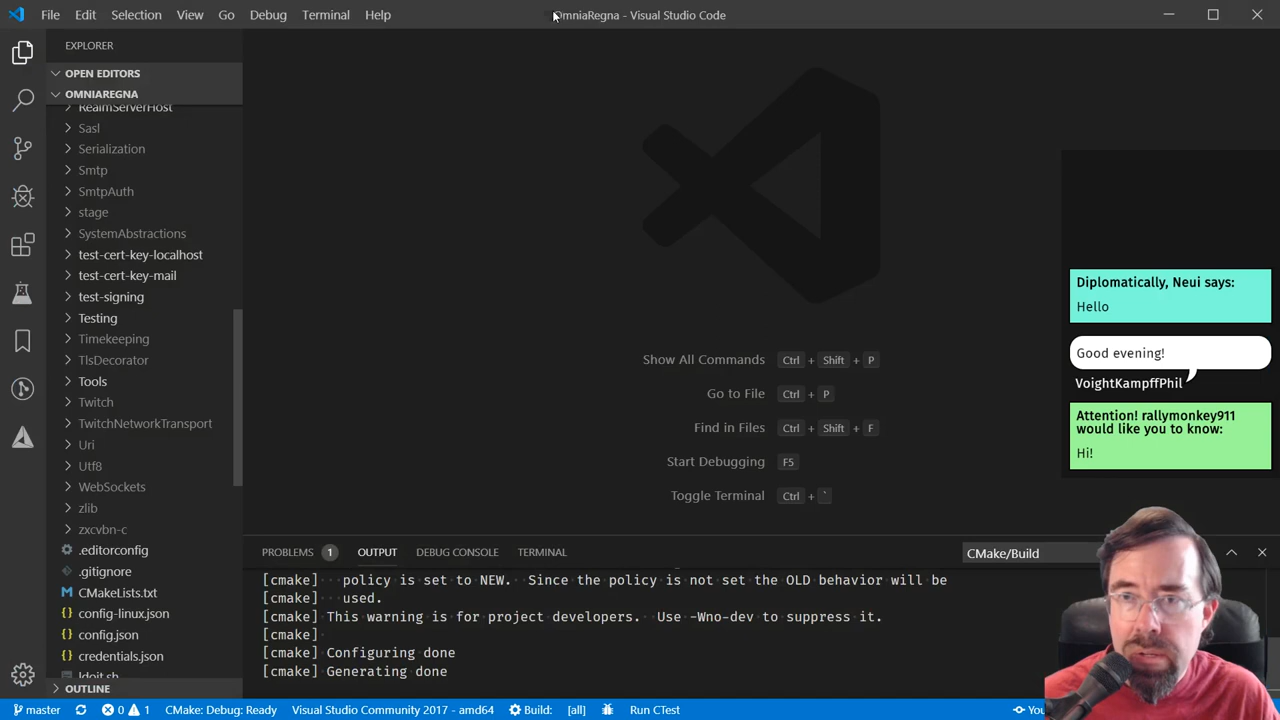 File Edit Selection View Go Debug Terminal Help
OmniaRegna - Visual Studio Code
EXPLORER
OPEN EDITORS
OMNIAREGNA
RealmServerHost
Sasl
Serialization
Smtp
SmtpAuth
stage
SystemAbstractions
test-cert-key-localhost
test-cert-key-mail
test-signing
Testing
Timekeeping
TlsDecorator
Tools
Twitch
TwitchNetworkTransport
Uri
Utf8
WebSockets
zlib
zxcvbn-c
.editorconfig
.gitignore
CMakeLists.txt
config-linux.json
config.json
credentials.json
OUTLINE
Show All Commands Ctrl + Shift + P
Go to File Ctrl + P
Find in Files Ctrl + Shift + F
Start Debugging F5
Toggle Terminal Ctrl + `
Diplomatically, Neui says:
Hello
Good evening!
VoightKampffPhil
Attention! rallymonkey911
would like you to know:
Hi!
PROBLEMS 1 OUTPUT DEBUG CONSOLE TERMINAL
CMake/Build
[cmake] policy is set to NEW. Since the policy is not set the OLD behavior will be
[cmake] used.
[cmake] This warning is for project developers. Use -Wno-dev to suppress it.
[cmake]
[cmake] Configuring done
[cmake] Generating done
master 0 1 CMake: Debug: Ready Visual Studio Community 2017 - amd64 Build: [all] Run CTest You